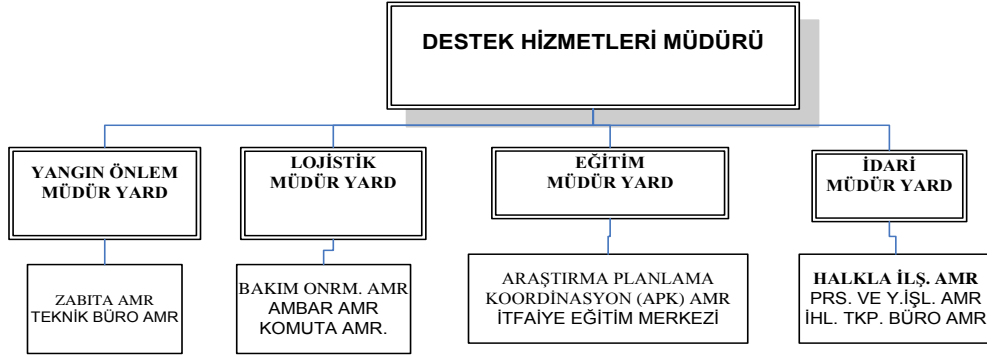 DESTEK HİZMETLERİ MÜDÜRÜ
YANGIN ÖNLEM
MÜDÜR YARD
LOJİSTİK
MÜDÜR YARD
EĞİTİM
MÜDÜR YARD
İDARİ
MÜDÜR YARD
ZABITA AMR
TEKNİK BÜRO AMR
BAKIM ONRM. AMR
AMBAR AMR
KOMUTA AMR.
ARAŞTIRMA PLANLAMA
KOORDİNASYON (APK) AMR
İTFAİYE EĞİTİM MERKEZİ
HALKLA İLŞ. AMR
PRS. VE Y.İŞL. AMR
İHL. TKP. BÜRO AMR